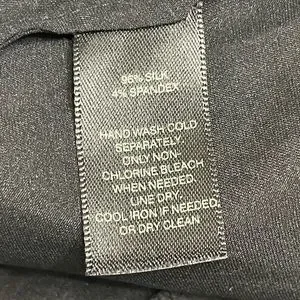 96% SILK
4% SPANDEX
HAND WASH COLD
SEPARATELY.
ONLY NON
CHLORINE BLEACH
WHEN NEEDED.
LINE DRY.
COOL IRON IF NEEDED
OR DRY CLEAN